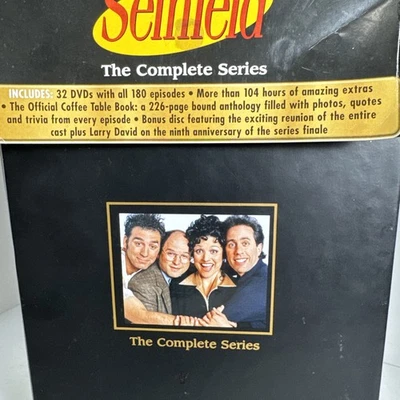 Seinfeld
The Complete Series
INCLUDES: 32 DVDs with all 180 episodes • More than 104 hours of amazing extras
• The Official Coffee Table Book: a 226-page bound anthology filled with photos, quotes
and trivia from every episode • Bonus disc featuring the exciting reunion of the entire
cast plus Larry David on the ninth anniversary of the series finale
The Complete Series